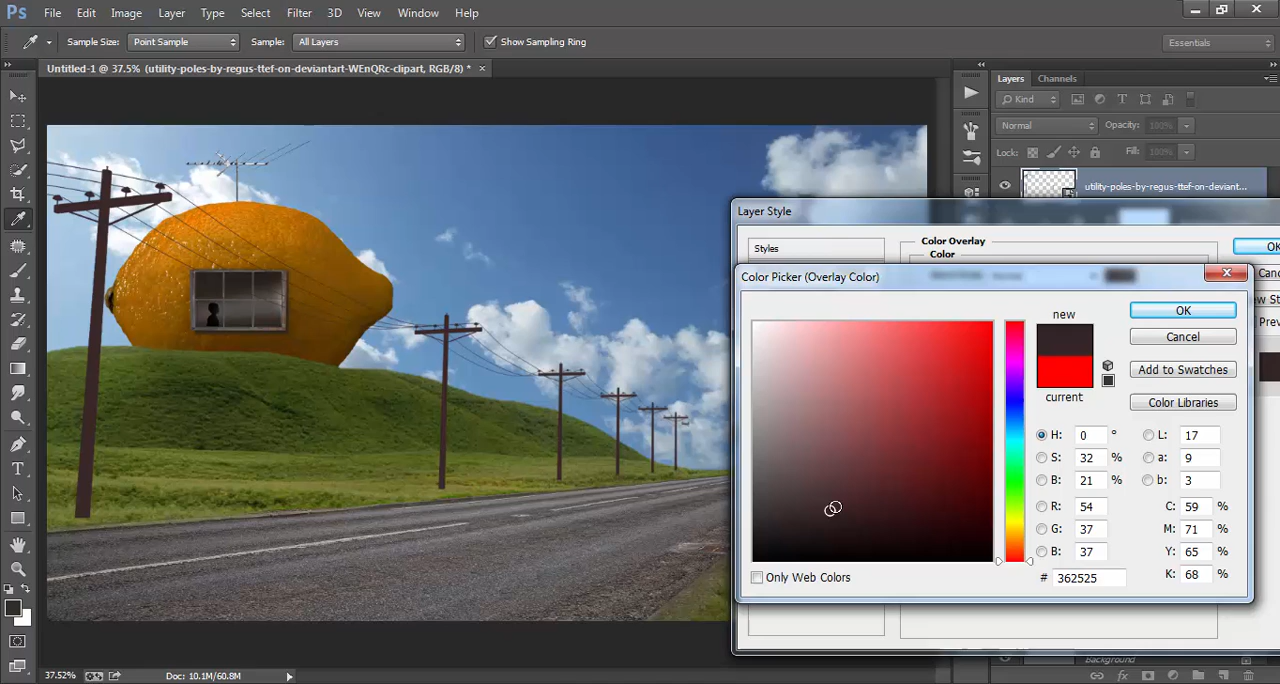 Ps File Edit Image Layer Type Select Filter 3D View Window Help
Sample Size: Point Sample Sample: All Layers Show Sampling Ring Essentials
Untitled-1 @ 37.5% (utility-poles-by-regus-ttef-on-deviantart-WEnQRc-clipart, RGB/8) * ×
Layers Channels
Kind
Normal Opacity: 100%
Lock: Fill: 100%
utility-poles-by-regus-ttef-on-deviant...
Layer Style
Styles
Color Overlay
Color
OK
Color Picker (Overlay Color)
new
current
OK
Cancel
Add to Swatches
Color Libraries
H: 0 °
S: 32 %
B: 21 %
R: 54
G: 37
B: 37
# 362525
L: 17
a: 9
b: 3
C: 59 %
M: 71 %
Y: 65 %
K: 68 %
Only Web Colors
Background
37.52% Doc: 10.1M/60.8M
fx